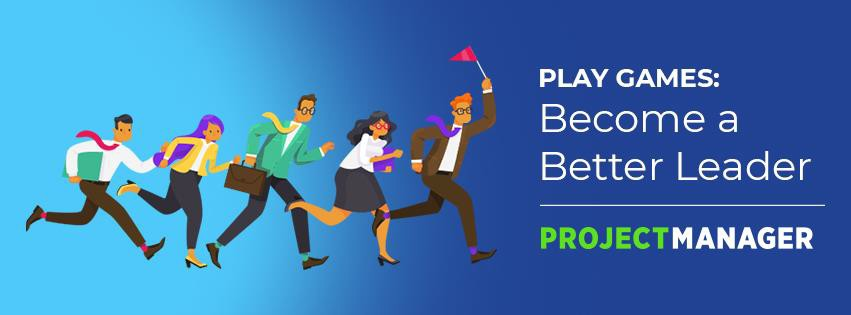 PLAY GAMES:
Become a
Better Leader
PROJECTMANAGER